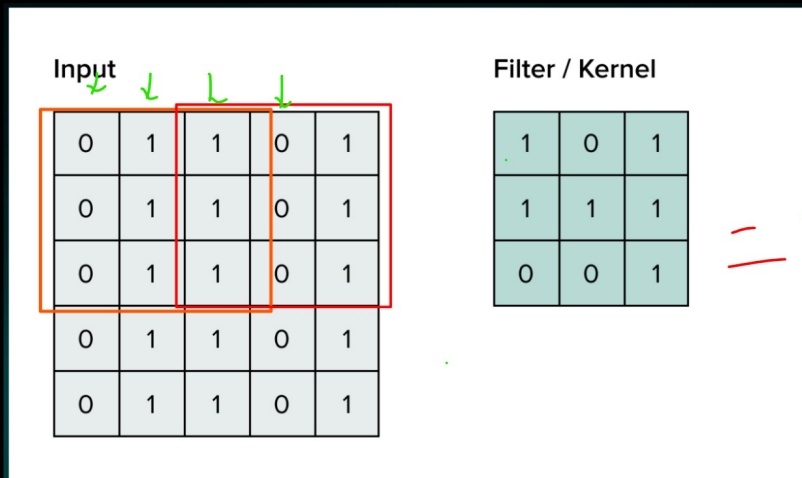 Input
Filter / Kernel
0 1 1 0 1
1 0 1
0 1 1 0 1
1 1 1
=
0 1 1 0 1
0 0 1
0 1 1 0 1
0 1 1 0 1